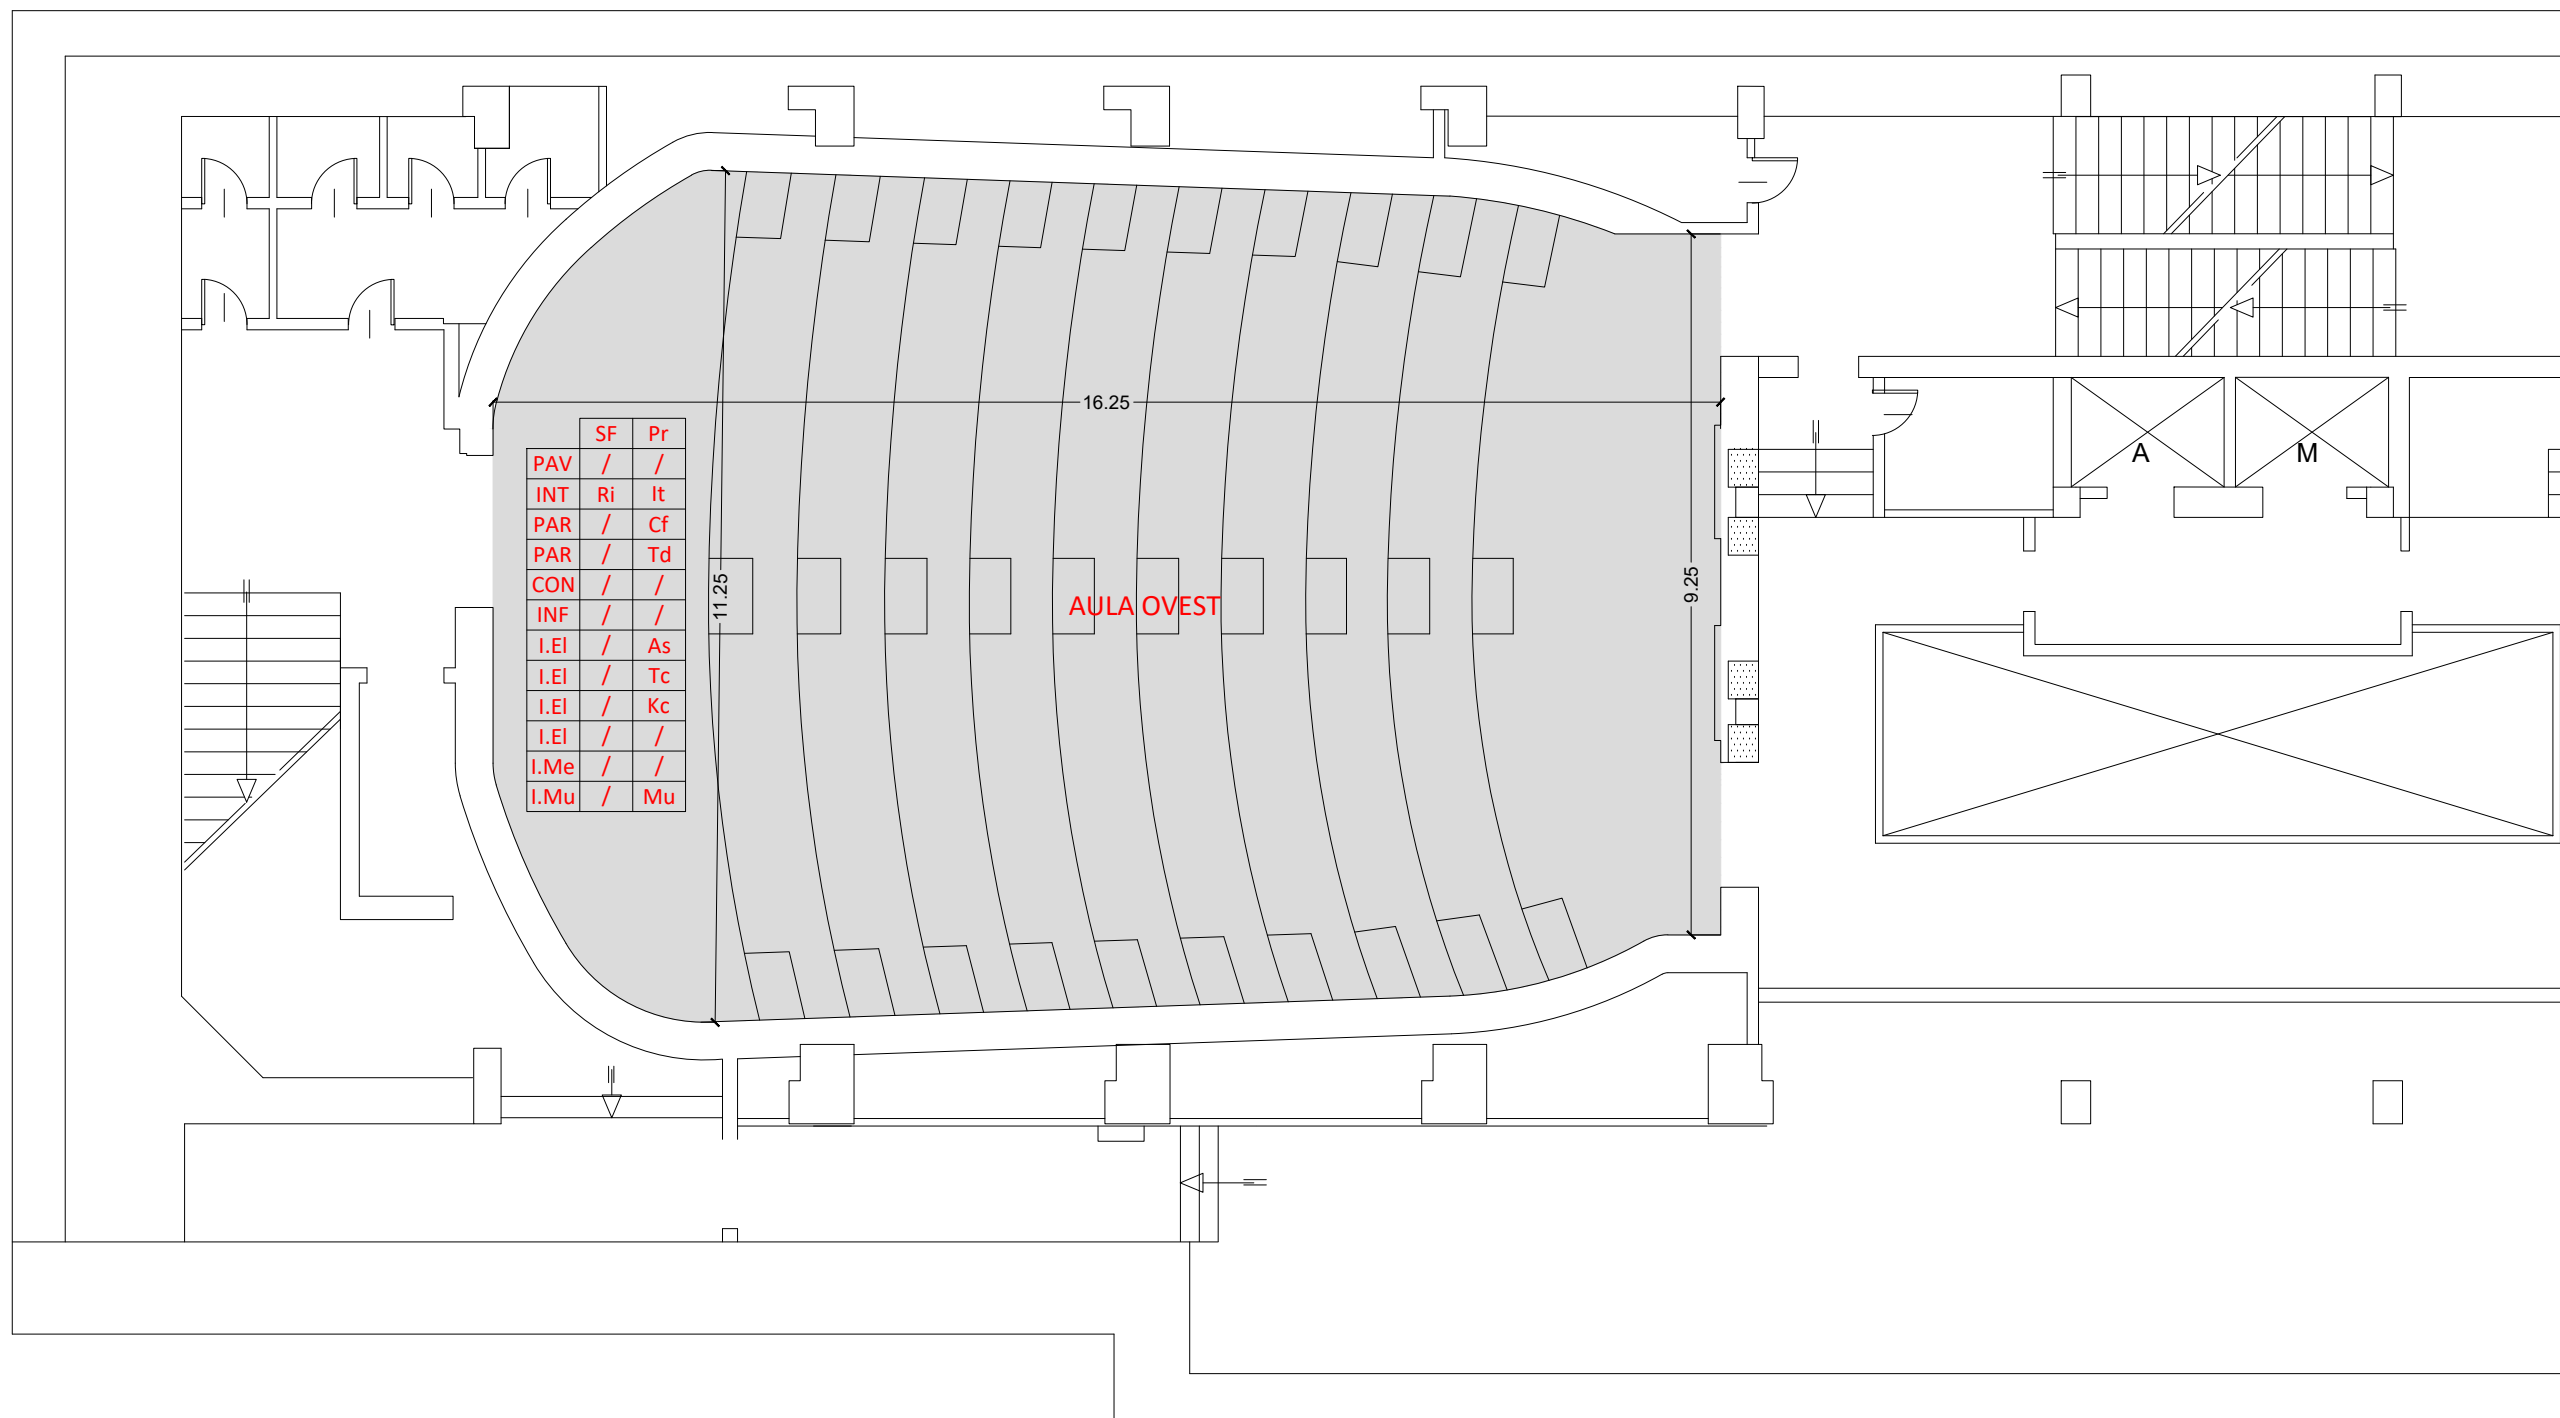 16.25
SF Pr
PAV / /
INT Ri It
PAR / Cf
PAR / Td
CON / /
INF / /
I.El / As
I.El / Tc
I.El / Kc
I.El / /
I.Me / /
I.Mu / Mu
11.25
AULA OVEST
9.25
A
M